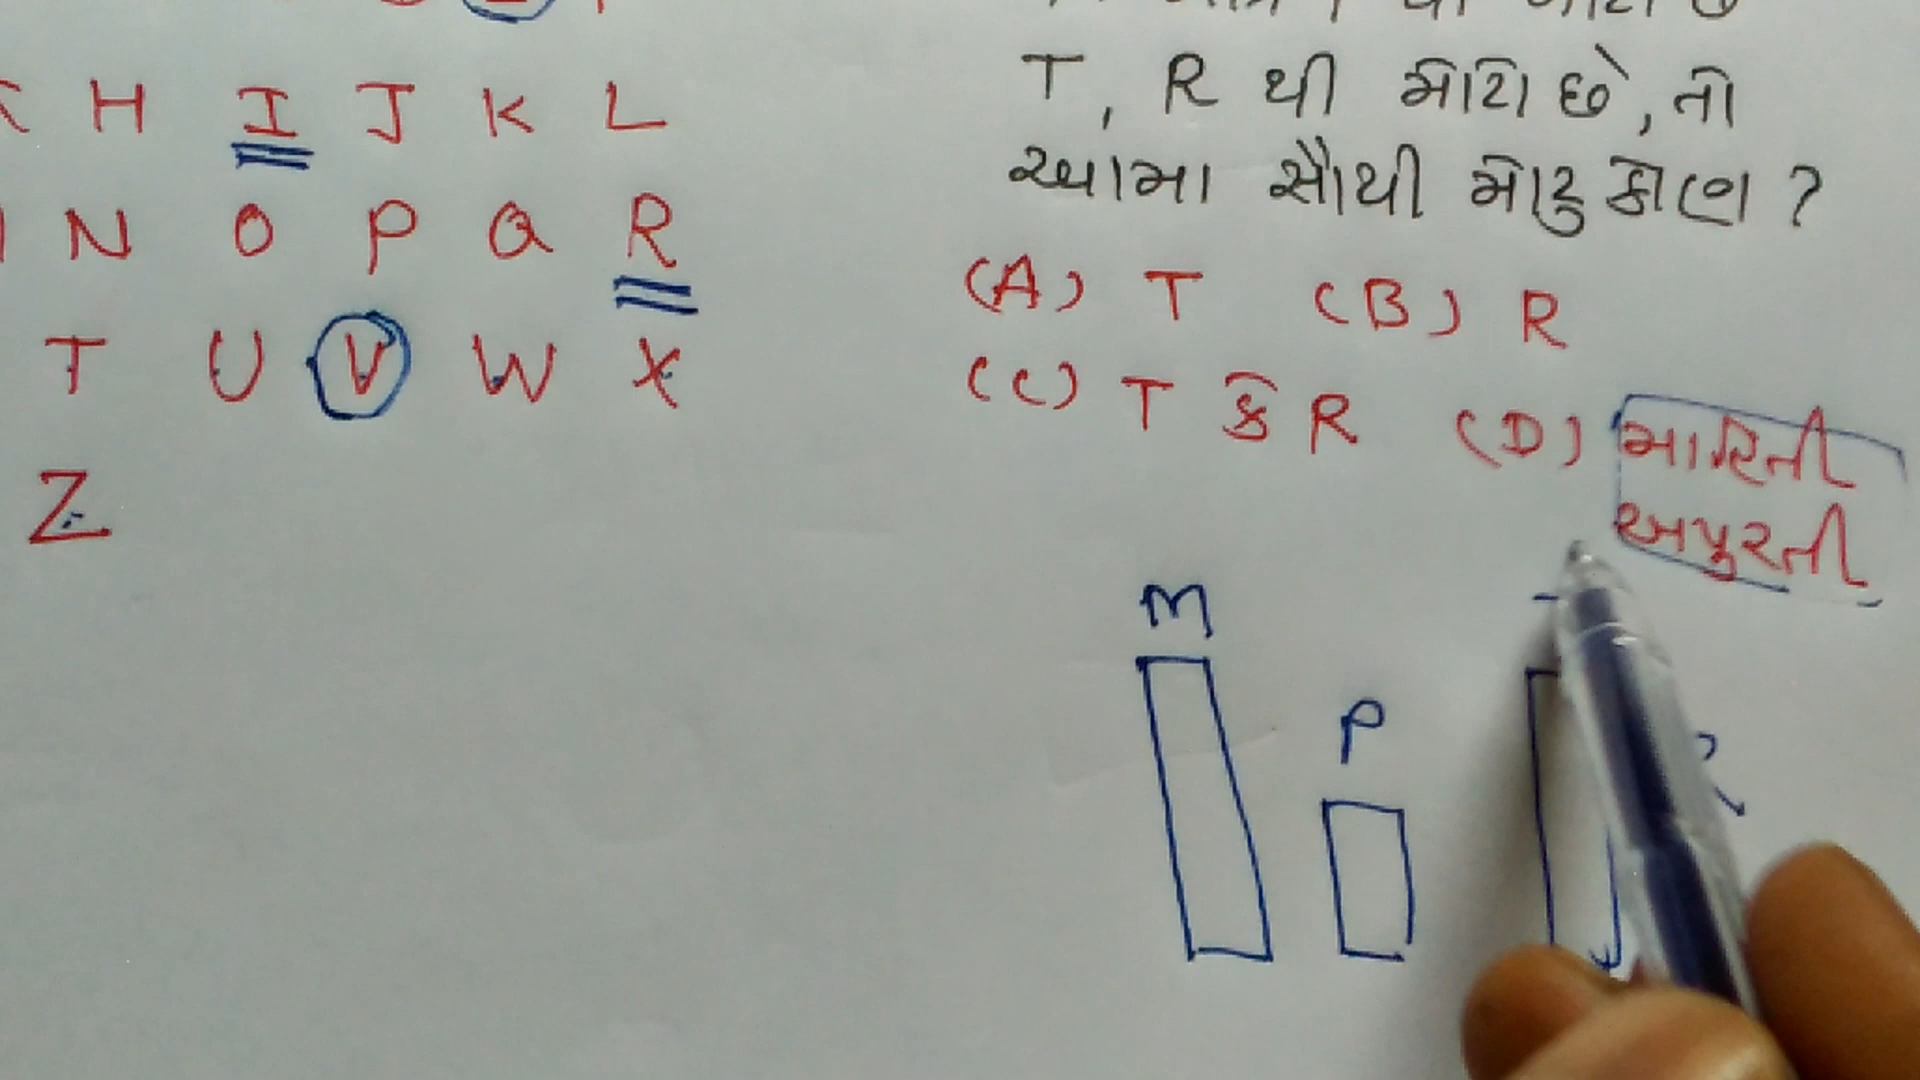 H I J K L
N O P Q R
T U V W X
Z
T, R થી મોટો છે, તો
આમા સૌથી મોટુ કોણ ?
(A) T (B) R
(C) T કે R (D) માહિતી
અપુરતી
M
P